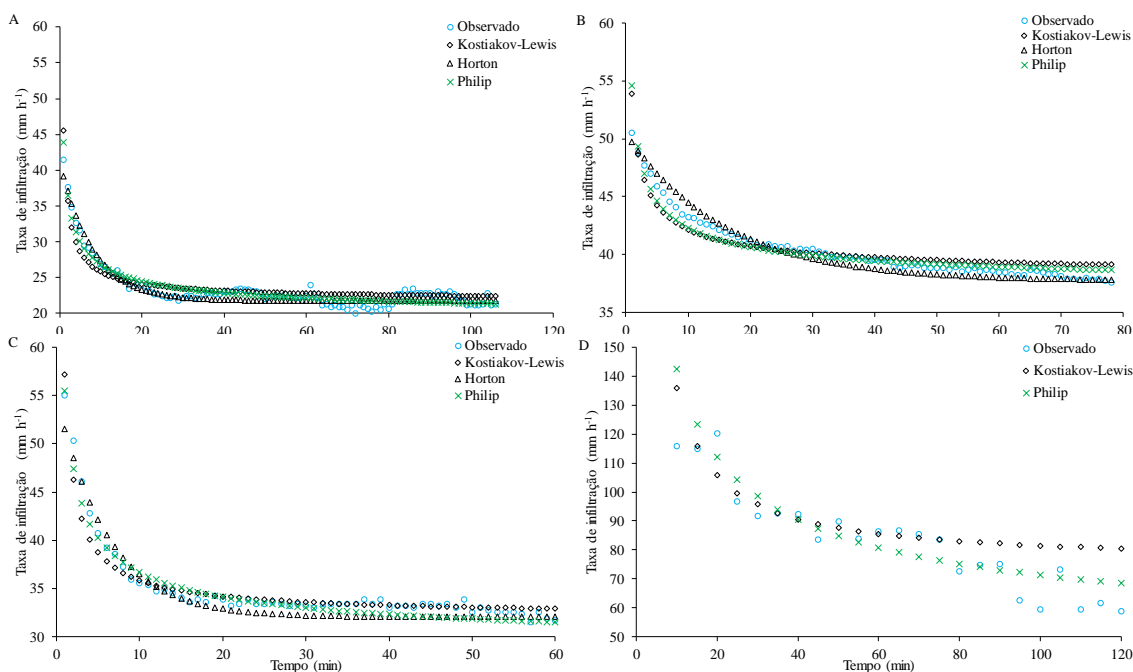 A
Taxa de infiltração (mm h⁻¹)
60
55
50
45
40
35
30
25
20
0
20
40
60
80
100
120
Observado
Kostiakov-Lewis
Horton
Philip
B
Taxa de infiltração (mm h⁻¹)
60
55
50
45
40
35
0
10
20
30
40
50
60
70
80
Observado
Kostiakov-Lewis
Horton
Philip
C
Taxa de infiltração (mm h⁻¹)
60
55
50
45
40
35
30
0
10
20
30
40
50
60
Tempo (min)
Observado
Kostiakov-Lewis
Horton
Philip
D
Taxa de infiltração (mm h⁻¹)
150
140
130
120
110
100
90
80
70
60
50
0
20
40
60
80
100
120
Tempo (min)
Observado
Kostiakov-Lewis
Philip